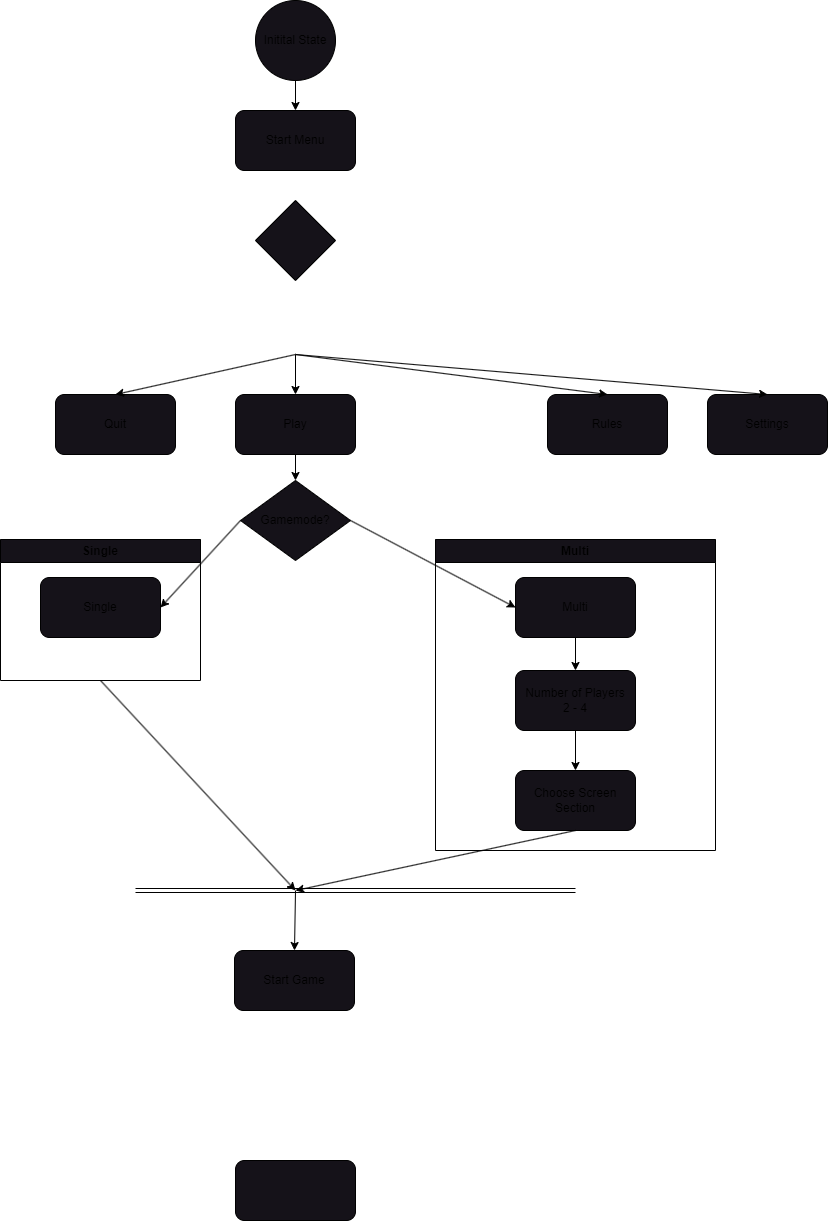 Initital State
Start Menu
Quit
Play
Rules
Settings
Gamemode?
Single
Multi
Single
Multi
Number of Players
2 - 4
Choose Screen
Section
Start Game